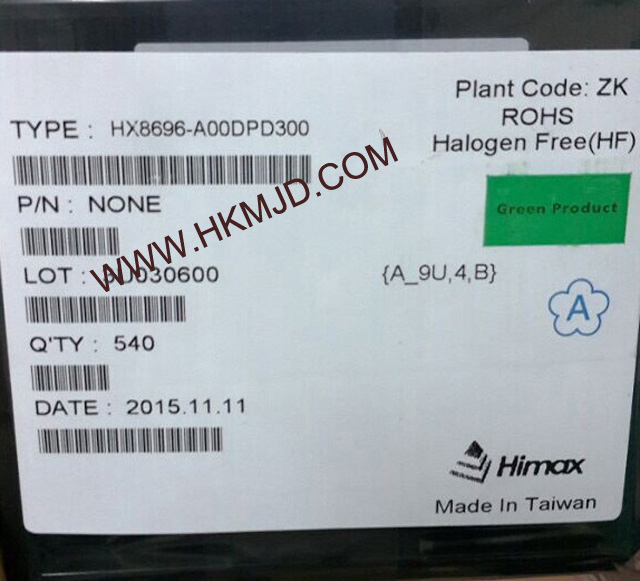 Plant Code: ZK
ROHS
Halogen Free(HF)
TYPE : HX8696-A00DPD300
Green Product
P/N : NONE
WWW.HKMJD.COM
LOT :
{A_9U,4,B}
A
Q'TY : 540
DATE : 2015.11.11
Himax
Made In Taiwan